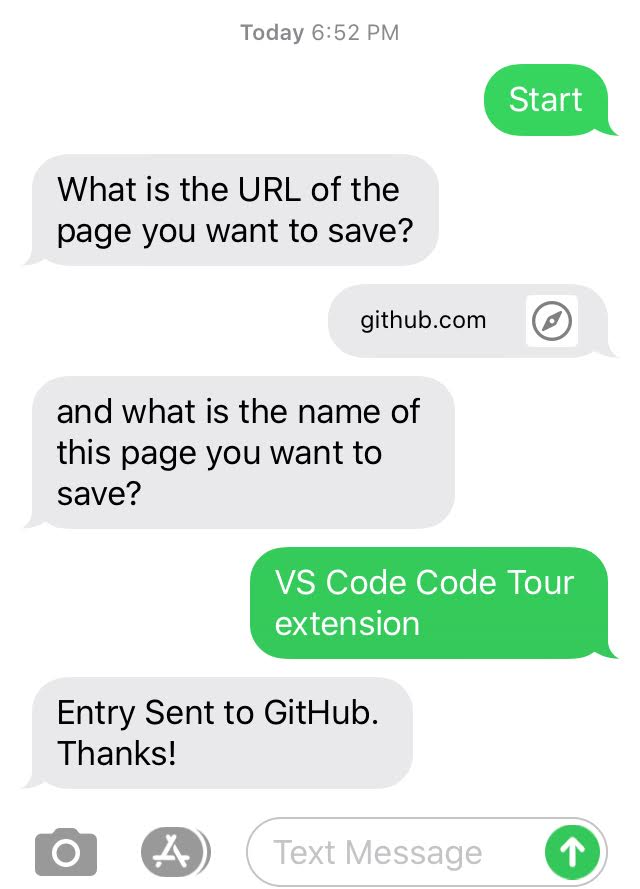 Today 6:52 PM
Start
What is the URL of the
page you want to save?
github.com
and what is the name of
this page you want to
save?
VS Code Code Tour
extension
Entry Sent to GitHub.
Thanks!
Text Message